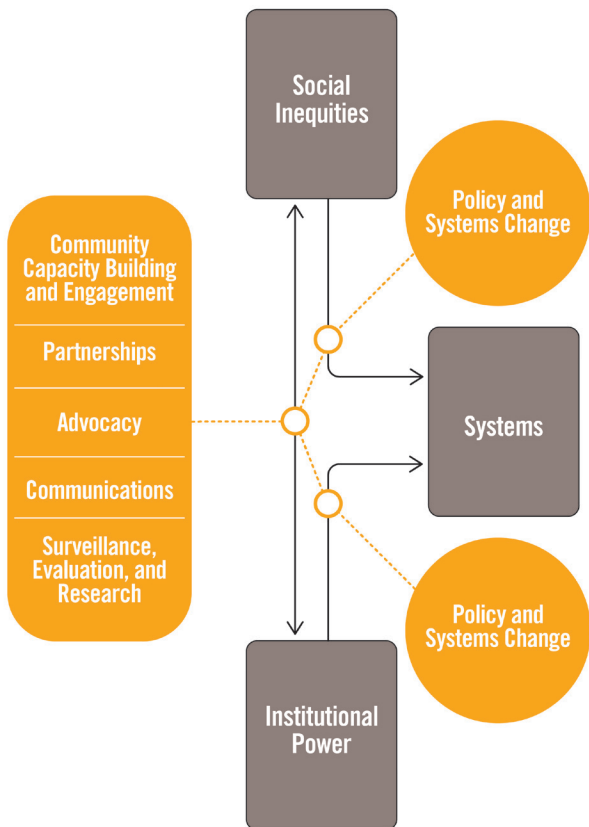 Social
Inequities
Policy and
Systems Change
Community
Capacity Building
and Engagement
Partnerships
Advocacy
Communications
Surveillance,
Evaluation, and
Research
Systems
Policy and
Systems Change
Institutional
Power